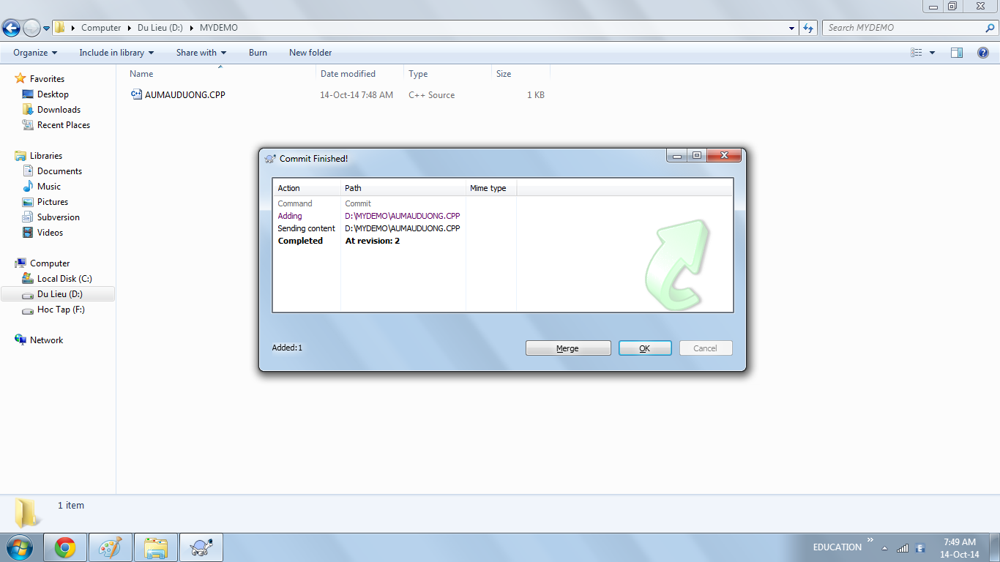 Computer Du Lieu (D:) MYDEMO
Search MYDEMO
Organize Include in library Share with Burn New folder
Name Date modified Type Size
AUMAUDUONG.CPP 14-Oct-14 7:48 AM C++ Source 1 KB
Favorites
Desktop
Downloads
Recent Places
Libraries
Documents
Music
Pictures
Subversion
Videos
Computer
Local Disk (C:)
Du Lieu (D:)
Hoc Tap (F:)
Network
Commit Finished!
Action Path Mime type
Command Commit
Adding D:\MYDEMO\AUMAUDUONG.CPP
Sending content D:\MYDEMO\AUMAUDUONG.CPP
Completed At revision: 2
Added:1 Merge OK Cancel
1 item
EDUCATION
7:49 AM
14-Oct-14